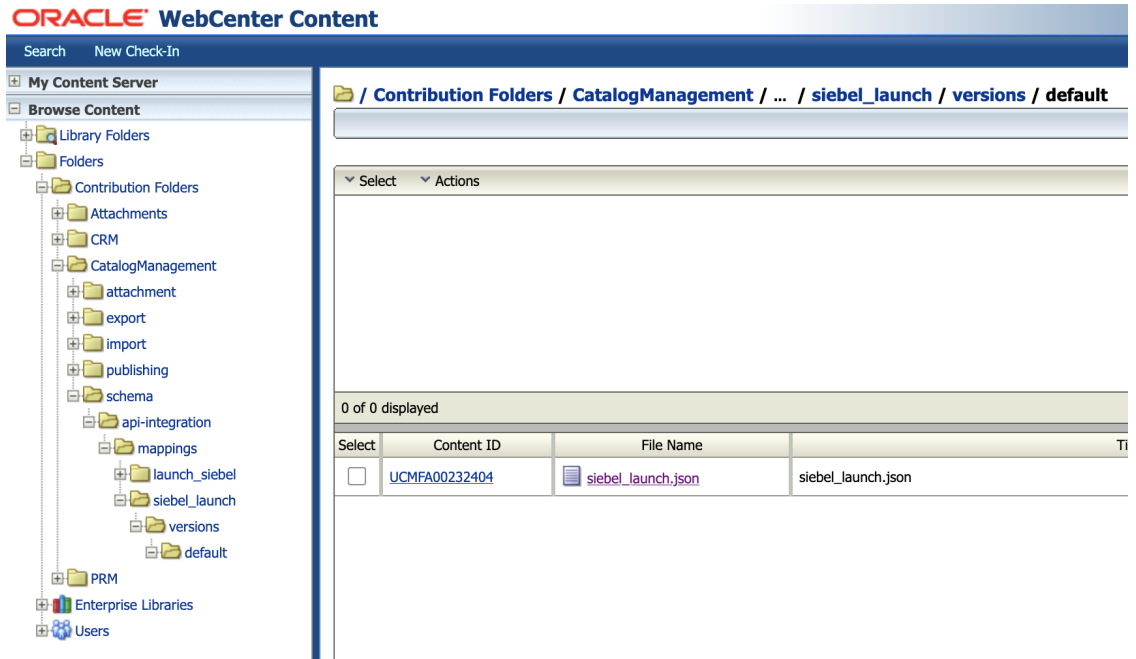 ORACLE WebCenter Content
Search New Check-In
My Content Server
Browse Content
Library Folders
Folders
Contribution Folders
Attachments
CRM
CatalogManagement
attachment
export
import
publishing
schema
api-integration
mappings
launch_siebel
siebel_launch
versions
default
PRM
Enterprise Libraries
Users
/ Contribution Folders / CatalogManagement / ... / siebel_launch / versions / default
Select Actions
0 of 0 displayed
Select Content ID File Name Ti
UCMFA00232404 siebel_launch.json siebel_launch.json